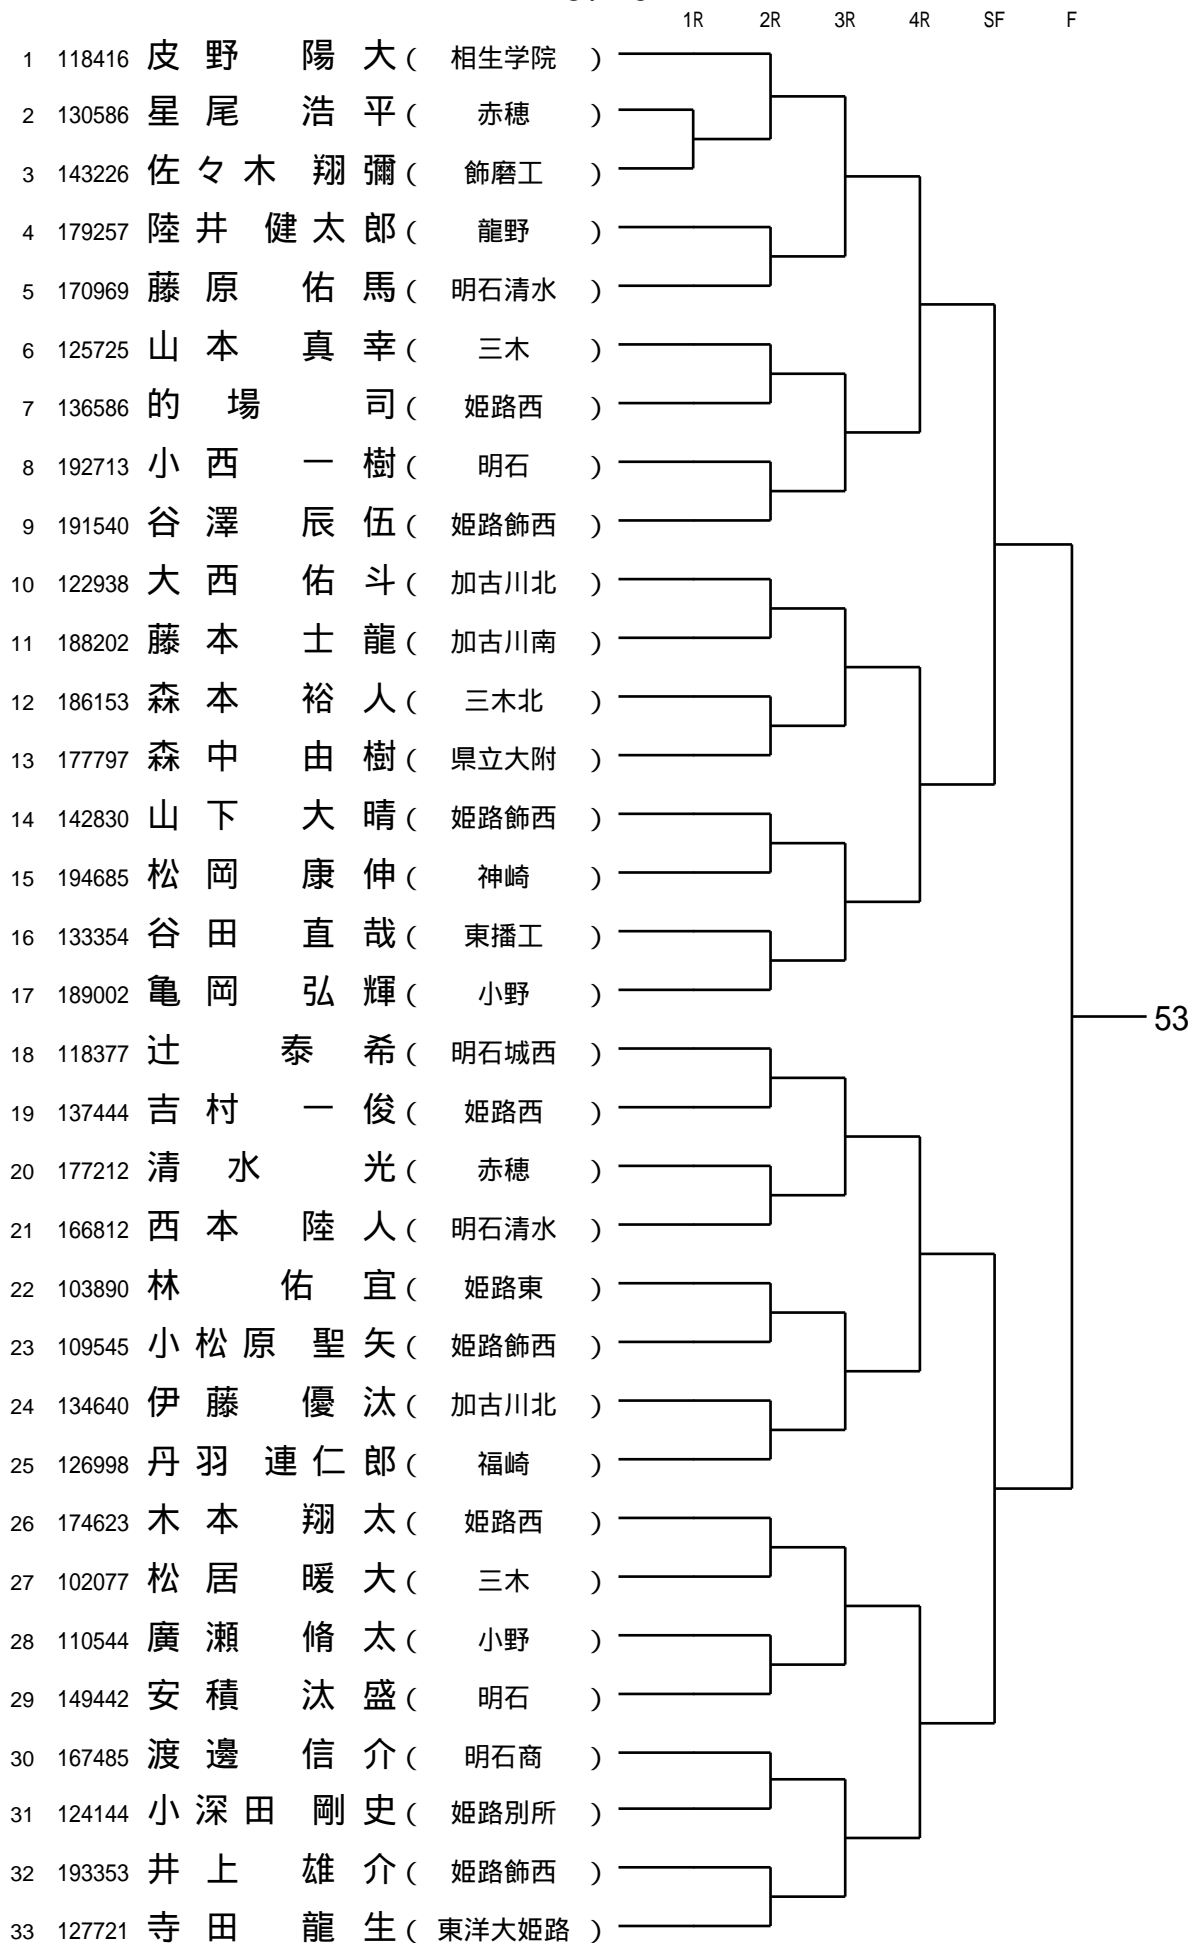 1R 2R 3R 4R SF F
1 118416 皮野 陽大 ( 相生学院 )
2 130586 星尾 浩平 ( 赤穂 )
3 143226 佐々木 翔彌 ( 飾磨工 )
4 179257 陸井 健太郎 ( 龍野 )
5 170969 藤原 佑馬 ( 明石清水 )
6 125725 山本 真幸 ( 三木 )
7 136586 的場 司 ( 姫路西 )
8 192713 小西 一樹 ( 明石 )
9 191540 谷澤 辰伍 ( 姫路飾西 )
10 122938 大西 佑斗 ( 加古川北 )
11 188202 藤本 士龍 ( 加古川南 )
12 186153 森本 裕人 ( 三木北 )
13 177797 森中 由樹 ( 県立大附 )
14 142830 山下 大晴 ( 姫路飾西 )
15 194685 松岡 康伸 ( 神崎 )
16 133354 谷田 直哉 ( 東播工 )
17 189002 亀岡 弘輝 ( 小野 )
53
18 118377 辻 泰希 ( 明石城西 )
19 137444 吉村 一俊 ( 姫路西 )
20 177212 清水 光 ( 赤穂 )
21 166812 西本 陸人 ( 明石清水 )
22 103890 林 佑宜 ( 姫路東 )
23 109545 小松原 聖矢 ( 姫路飾西 )
24 134640 伊藤 優汰 ( 加古川北 )
25 126998 丹羽 連仁郎 ( 福崎 )
26 174623 木本 翔太 ( 姫路西 )
27 102077 松居 暖大 ( 三木 )
28 110544 廣瀬 脩太 ( 小野 )
29 149442 安積 汰盛 ( 明石 )
30 167485 渡邊 信介 ( 明石商 )
31 124144 小深田 剛史 ( 姫路別所 )
32 193353 井上 雄介 ( 姫路飾西 )
33 127721 寺田 龍生 ( 東洋大姫路 )